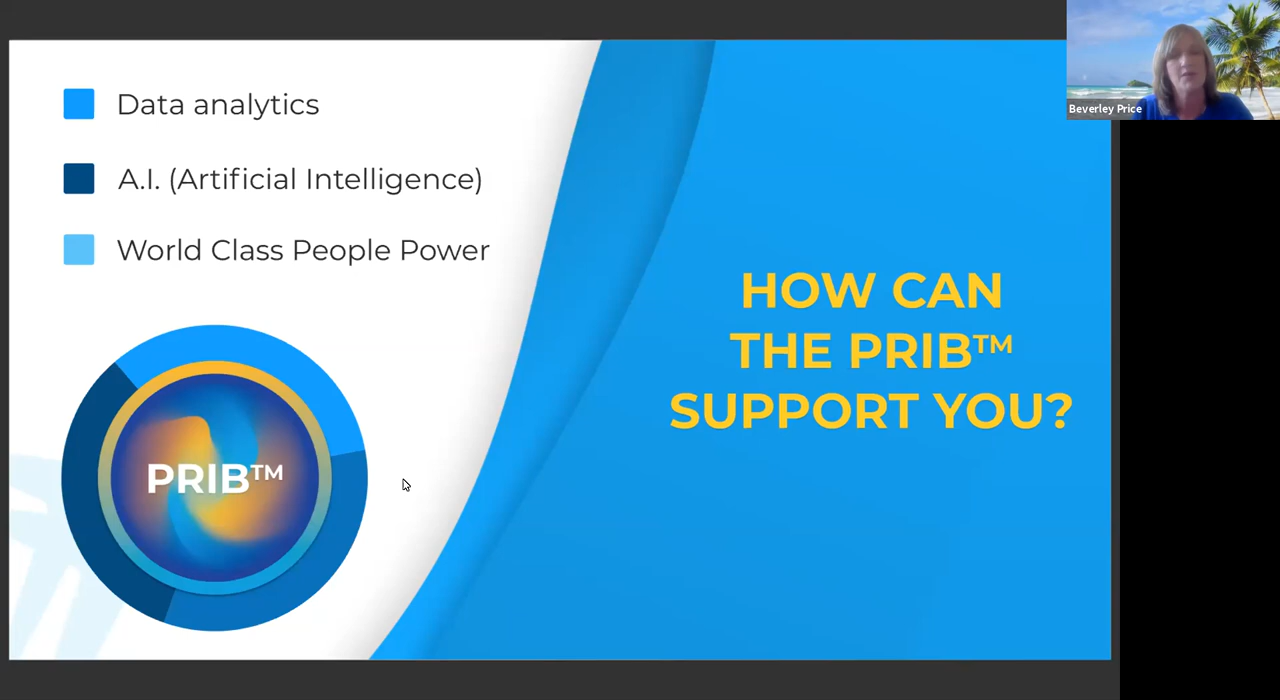 Data analytics
A.I. (Artificial Intelligence)
World Class People Power
PRIB™
HOW CAN
THE PRIB™
SUPPORT YOU?
Beverley Price